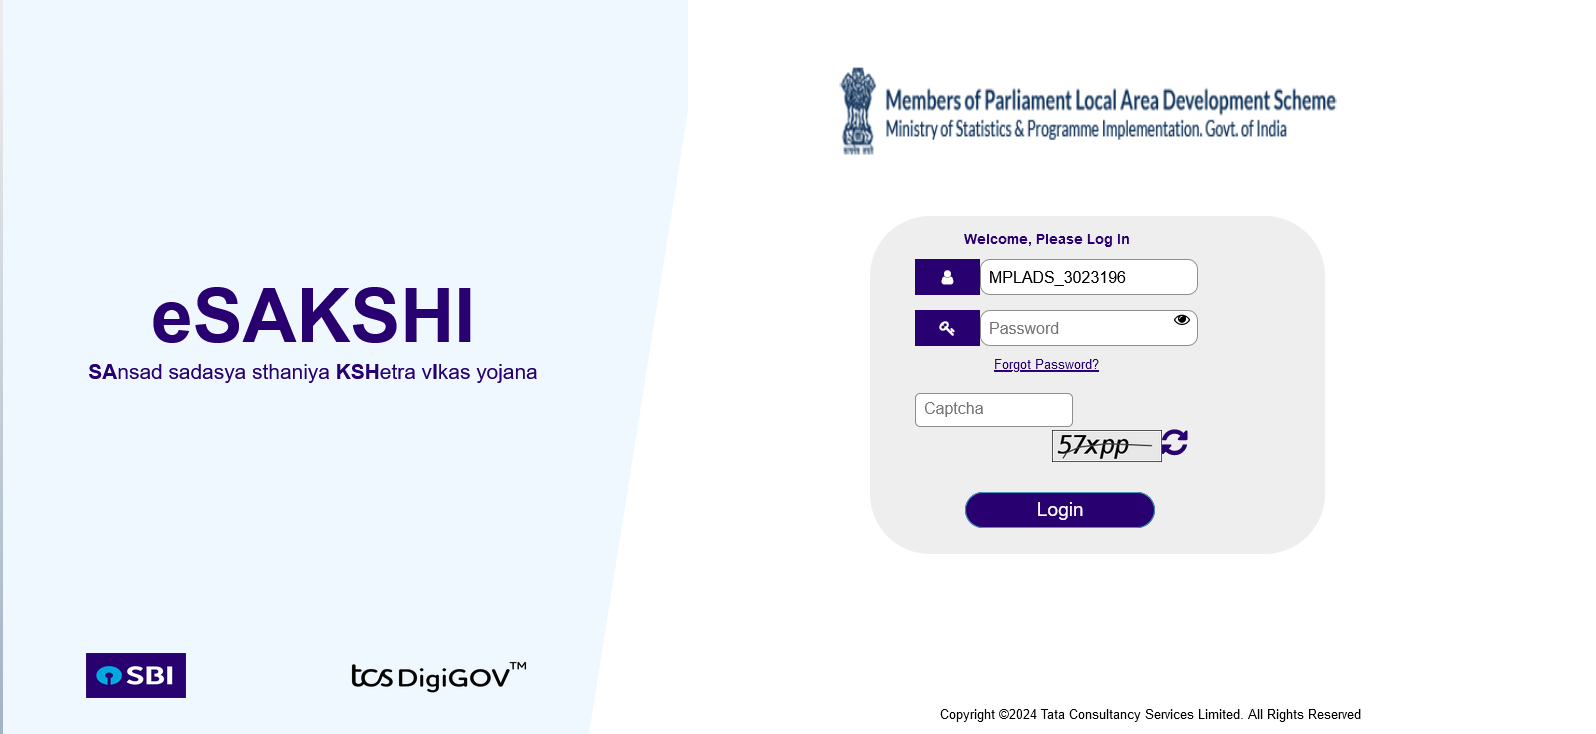 Members of Parliament Local Area Development Scheme
Ministry of Statistics & Programme Implementation. Govt. of India
eSAKSHI
SAnsad sadasya sthaniya KSHetra vIkas yojana
Welcome, Please Log in
MPLADS_3023196
Password
Forgot Password?
Captcha
57xpp
Login
SBI
tcs DigiGOV™
Copyright ©2024 Tata Consultancy Services Limited. All Rights Reserved